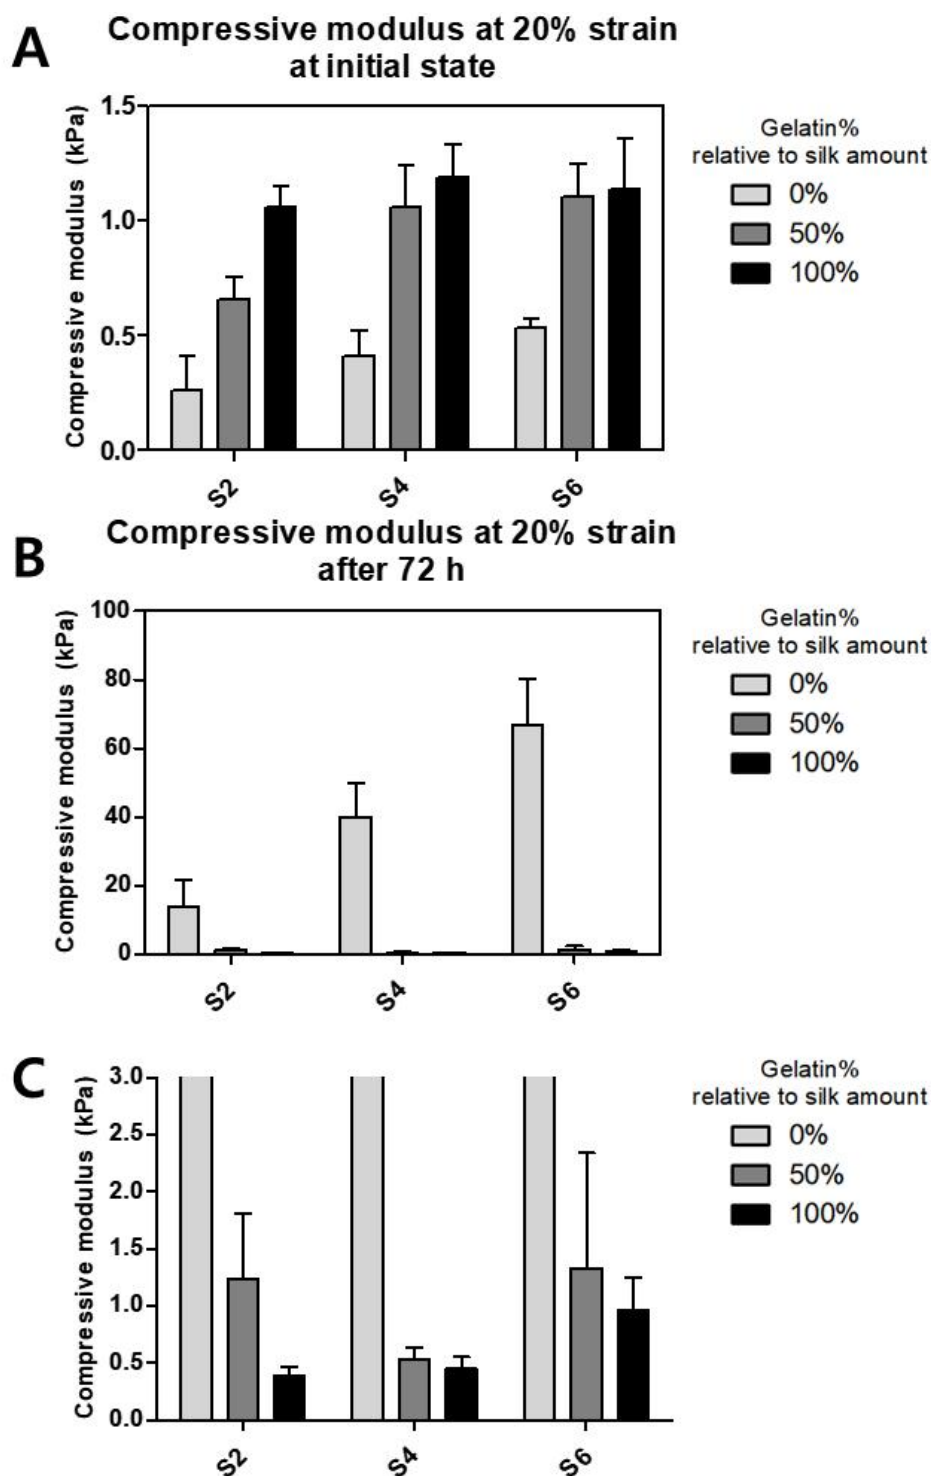 A
Compressive modulus at 20% strain
at initial state
Compressive modulus (kPa)
1.5
1.0
0.5
0.0
S2
S4
S6
Gelatin%
relative to silk amount
0%
50%
100%
B
Compressive modulus at 20% strain
after 72 h
Compressive modulus (kPa)
100
80
60
40
20
0
S2
S4
S6
Gelatin%
relative to silk amount
0%
50%
100%
C
Compressive modulus (kPa)
3.0
2.5
2.0
1.5
1.0
0.5
0.0
S2
S4
S6
Gelatin%
relative to silk amount
0%
50%
100%